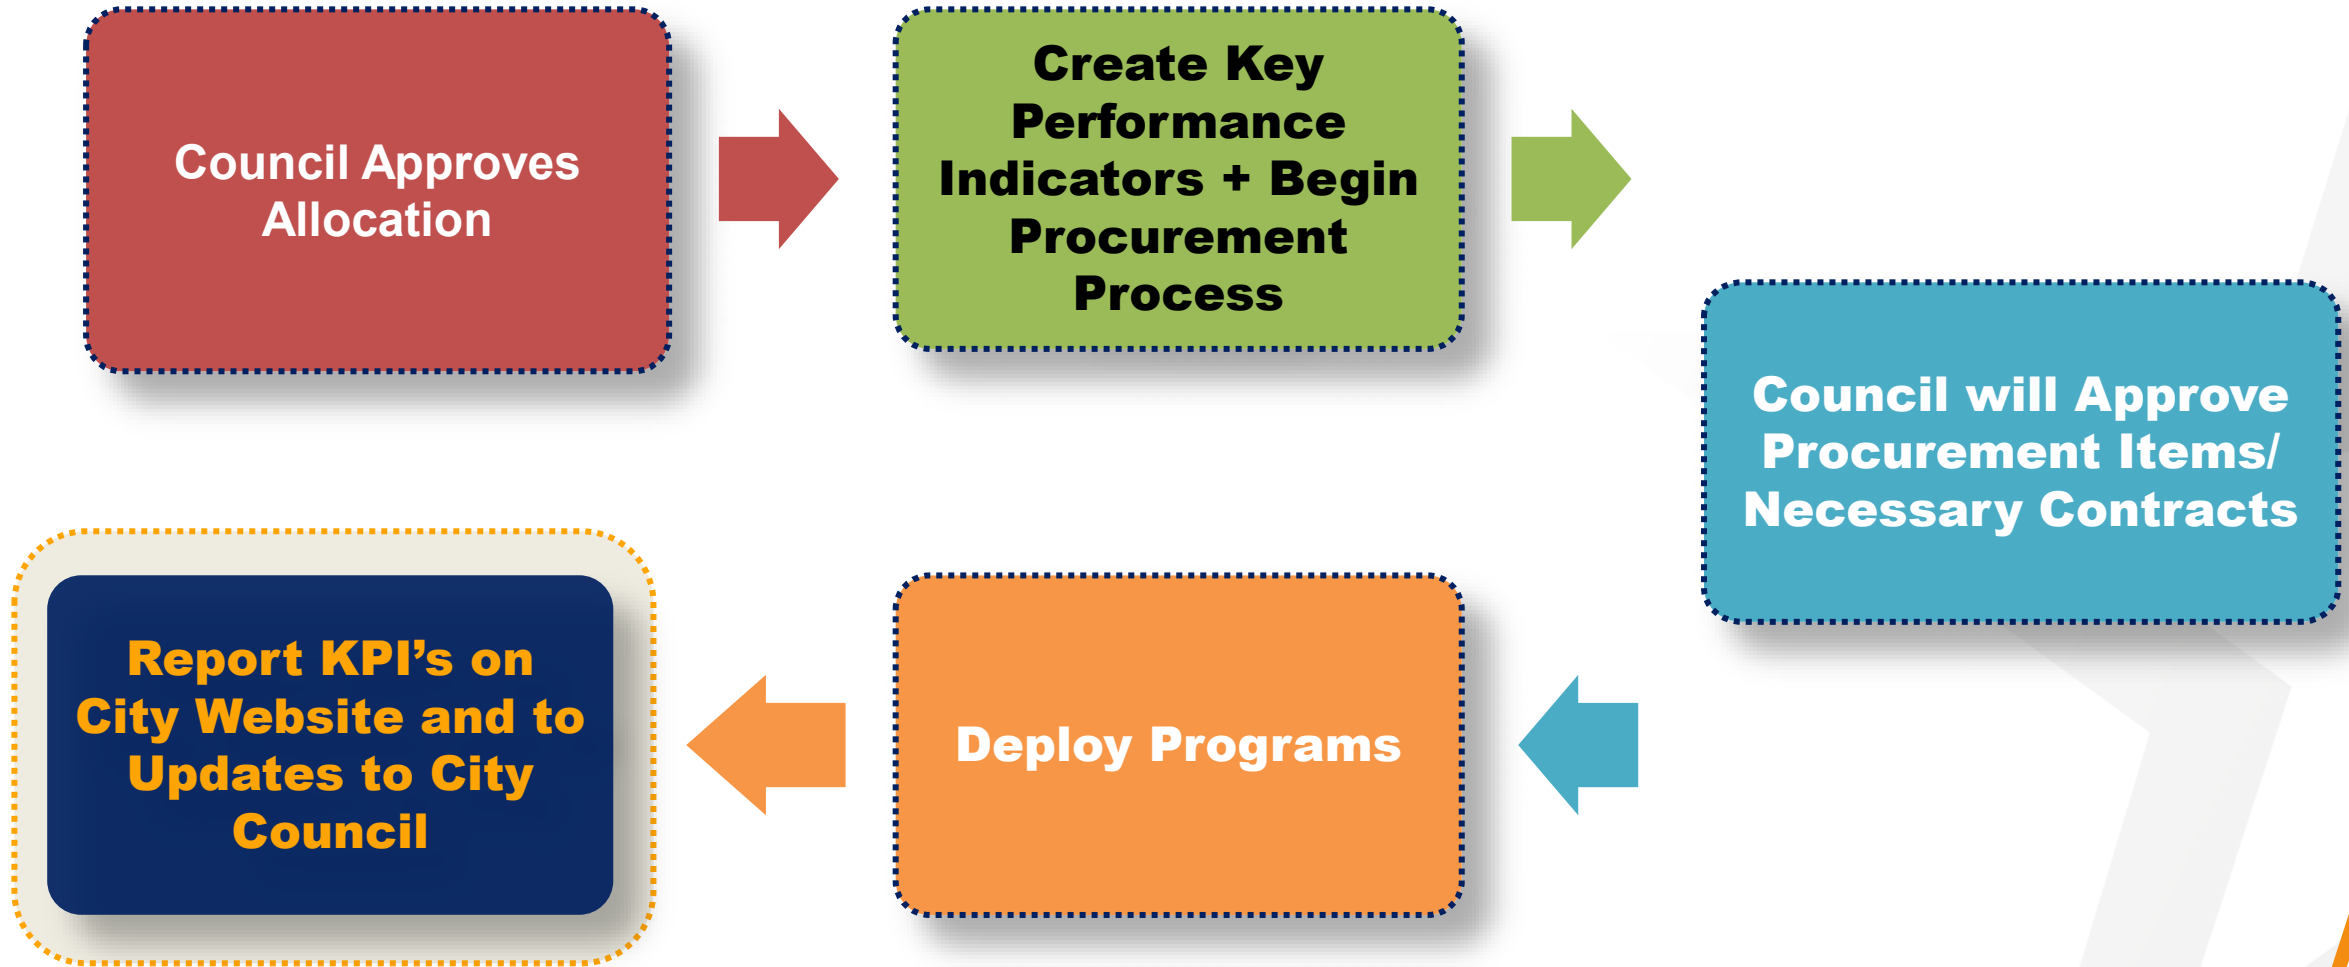 Council Approves
Allocation
Create Key
Performance
Indicators + Begin
Procurement
Process
Council will Approve
Procurement Items/
Necessary Contracts
Deploy Programs
Report KPI’s on
City Website and to
Updates to City
Council